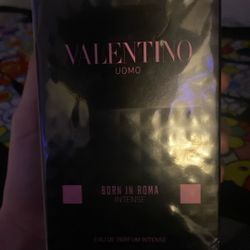 VALENTINO
UOMO
BORN IN ROMA
INTENSE
EAU DE PARFUM INTENSE